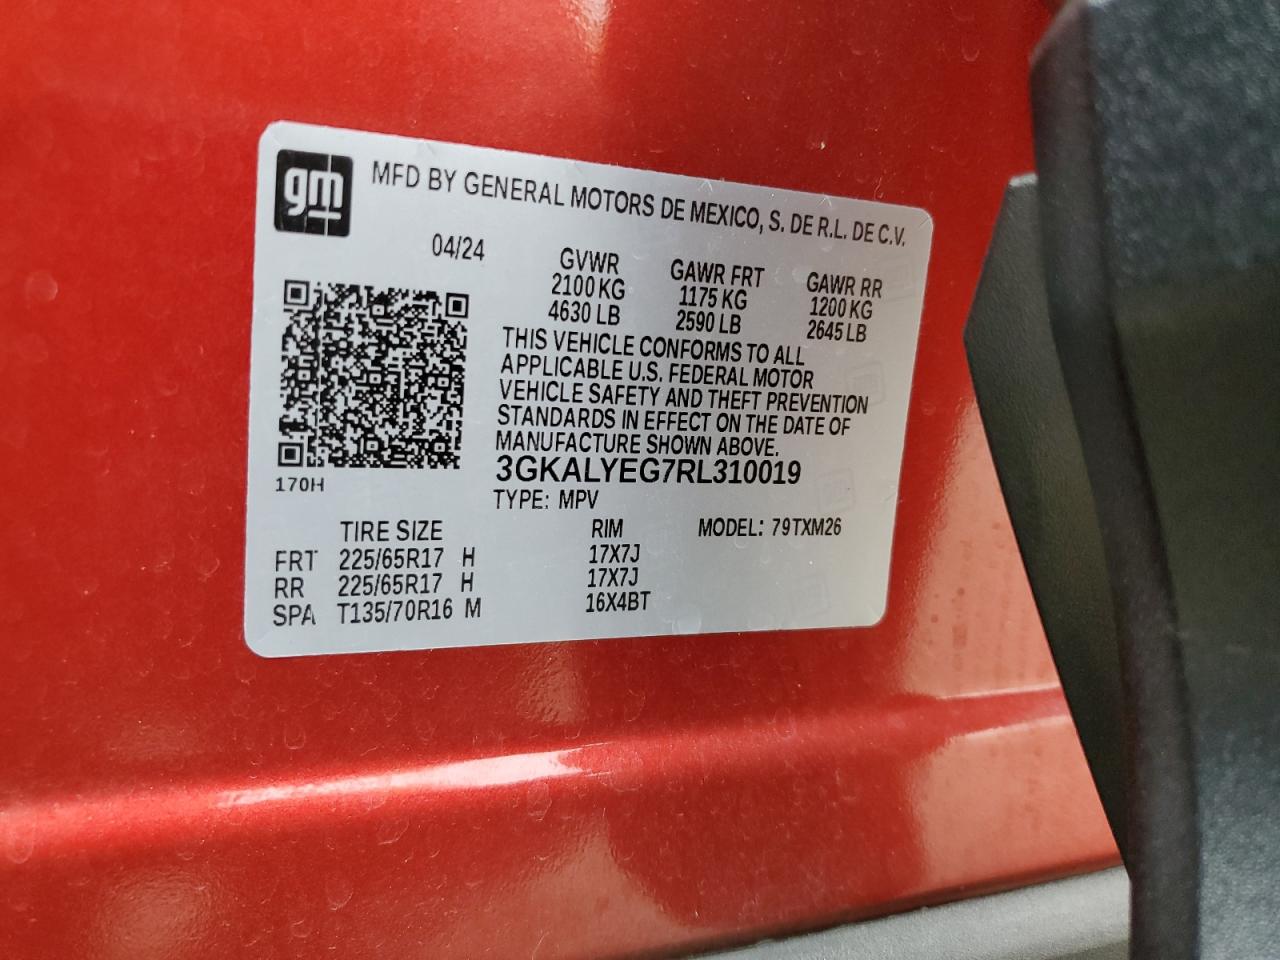 gm
MFD BY GENERAL MOTORS DE MEXICO, S. DE R.L. DE C.V.
04/24
GVWR GAWR FRT GAWR RR
2100 KG 1175 KG 1200 KG
4630 LB 2590 LB 2645 LB
THIS VEHICLE CONFORMS TO ALL
APPLICABLE U.S. FEDERAL MOTOR
VEHICLE SAFETY AND THEFT PREVENTION
STANDARDS IN EFFECT ON THE DATE OF
MANUFACTURE SHOWN ABOVE.
3GKALYEG7RL310019
170H
TYPE: MPV
TIRE SIZE RIM MODEL: 79TXM26
FRT 225/65R17 H 17X7J
RR 225/65R17 H 17X7J
SPA T135/70R16 M 16X4BT